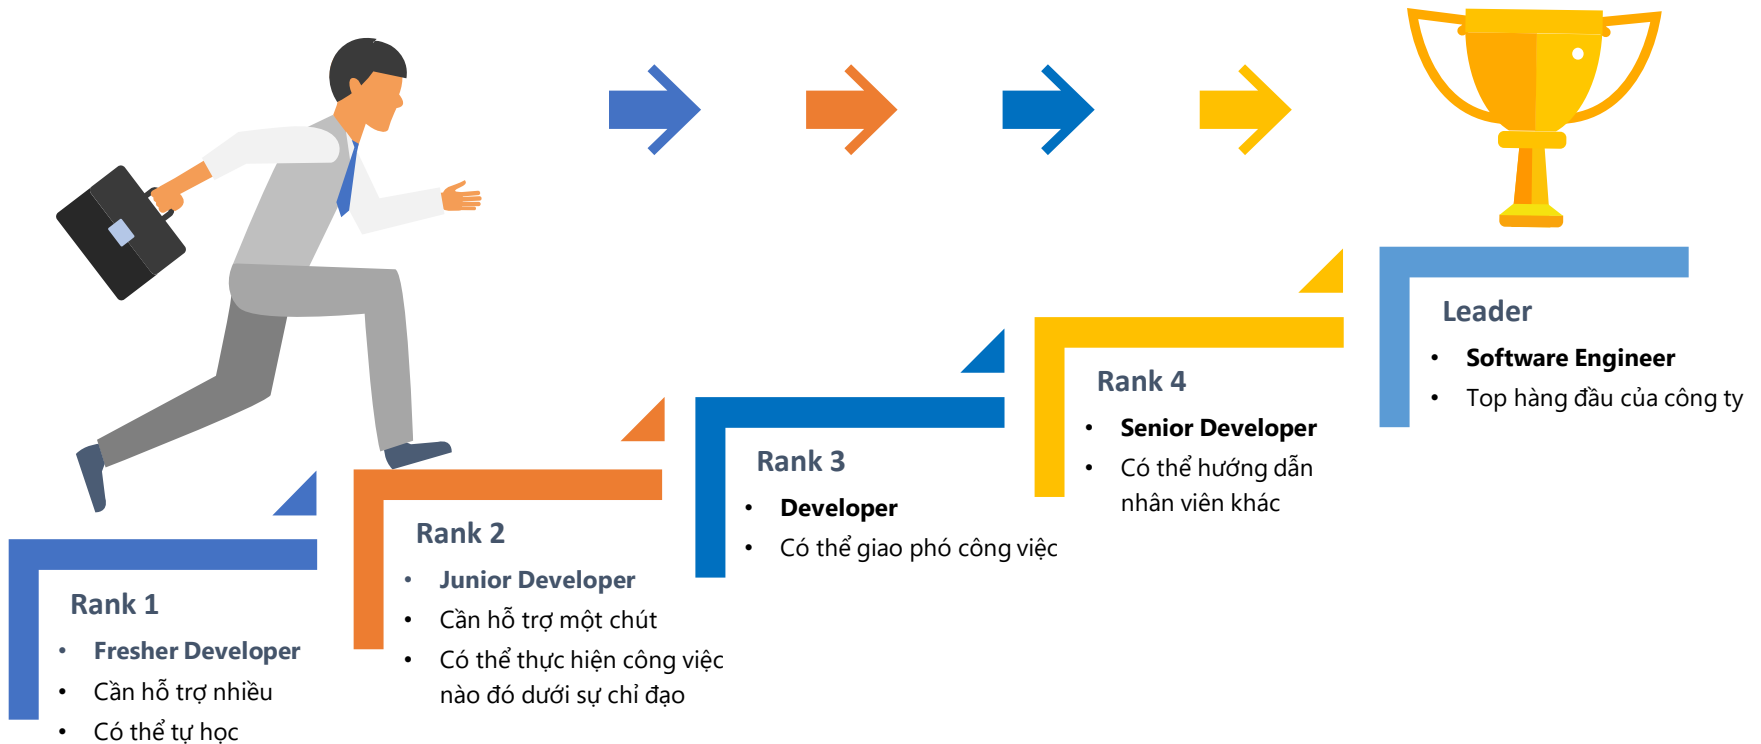 Rank 1
• Fresher Developer
• Cần hỗ trợ nhiều
• Có thể tự học
Rank 2
• Junior Developer
• Cần hỗ trợ một chút
• Có thể thực hiện công việc
nào đó dưới sự chỉ đạo
Rank 3
• Developer
• Có thể giao phó công việc
Rank 4
• Senior Developer
• Có thể hướng dẫn
nhân viên khác
Leader
• Software Engineer
• Top hàng đầu của công ty